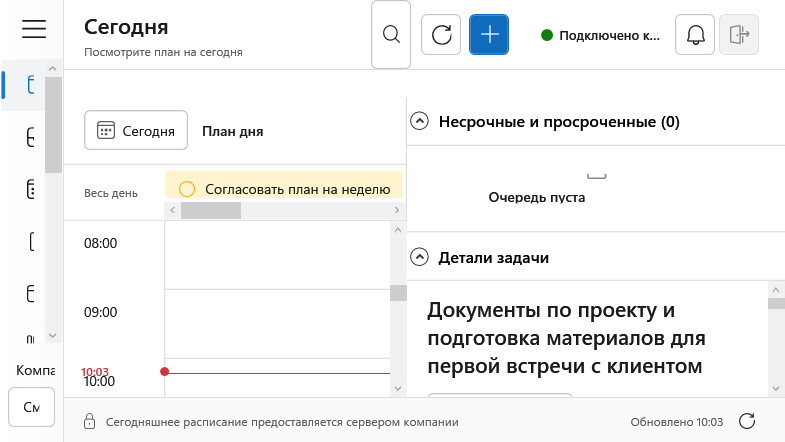 Сегодня
Посмотрите план на сегодня
Подключено к...
Сегодня
План дня
Несрочные и просроченные (0)
Весь день
Согласовать план на неделю
Очередь пуста
08:00
09:00
10:03
10:00
Детали задачи
Документы по проекту и
подготовка материалов для
первой встречи с клиентом
Компа
См
Сегодняшнее расписание предоставляется сервером компании
Обновлено 10:03